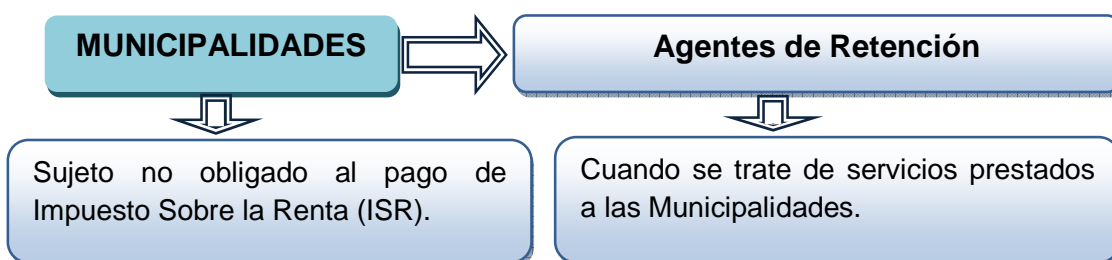 MUNICIPALIDADES
Agentes de Retención
Sujeto no obligado al pago de
Impuesto Sobre la Renta (ISR).
Cuando se trate de servicios prestados
a las Municipalidades.